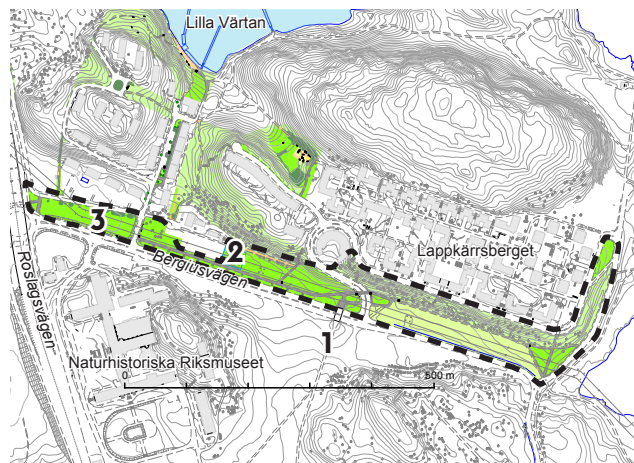 Lilla Värtan
3
2
Lappkärrsberget
Bergiusvägen
Roslagsvägen
1
Naturhistoriska Riksmuseet
0
500 m